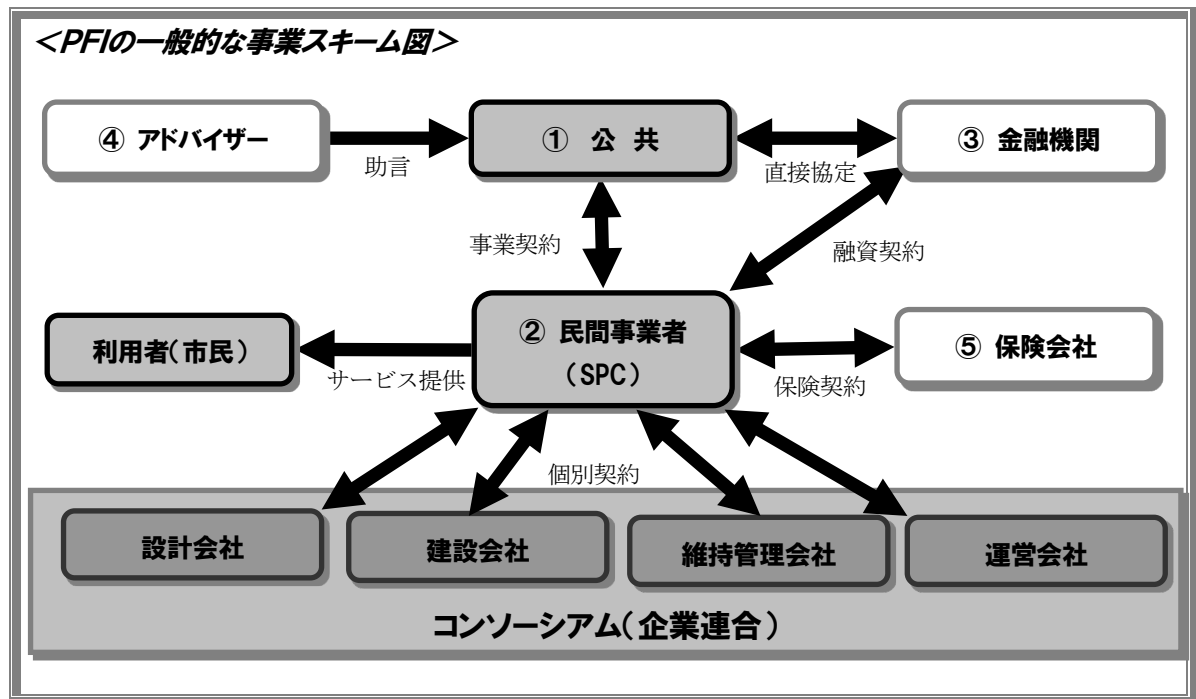 ＜PFIの一般的な事業スキーム図＞
④ アドバイザー
① 公 共
③ 金融機関
助言
直接協定
事業契約
融資契約
利用者（市民）
② 民間事業者
（SPC）
⑤ 保険会社
サービス提供
保険契約
個別契約
設計会社
建設会社
維持管理会社
運営会社
コンソーシアム（企業連合）